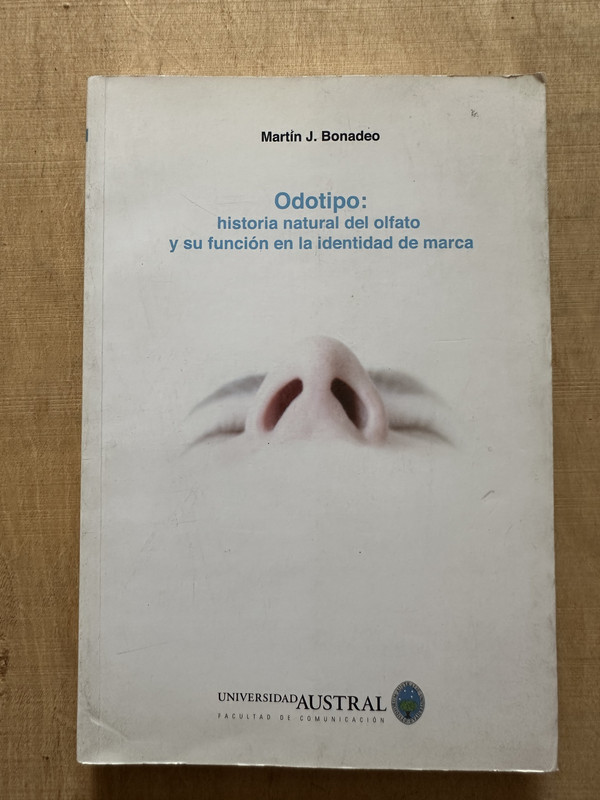 Martín J. Bonadeo
Odotipo:
historia natural del olfato
y su función en la identidad de marca
UNIVERSIDAD AUSTRAL
FACULTAD DE COMUNICACIÓN